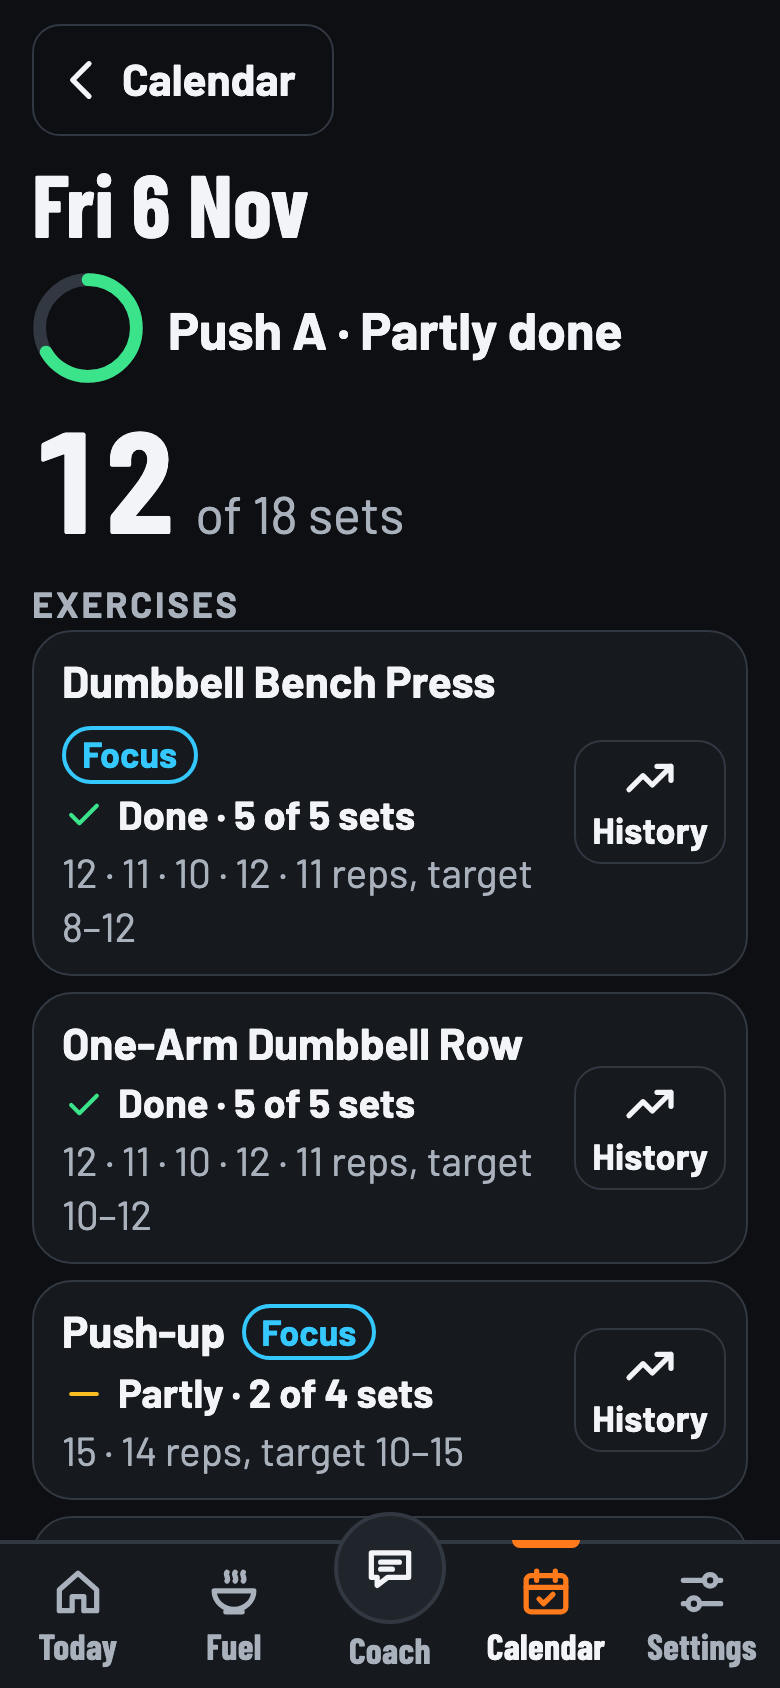 Calendar
Fri 6 Nov
Push A · Partly done
12 of 18 sets
EXERCISES
Dumbbell Bench Press
Focus
Done · 5 of 5 sets
12 · 11 · 10 · 12 · 11 reps, target
8–12
History
One-Arm Dumbbell Row
Done · 5 of 5 sets
12 · 11 · 10 · 12 · 11 reps, target
10–12
History
Push-up Focus
Partly · 2 of 4 sets
15 · 14 reps, target 10–15
History
Today Fuel Coach Calendar Settings